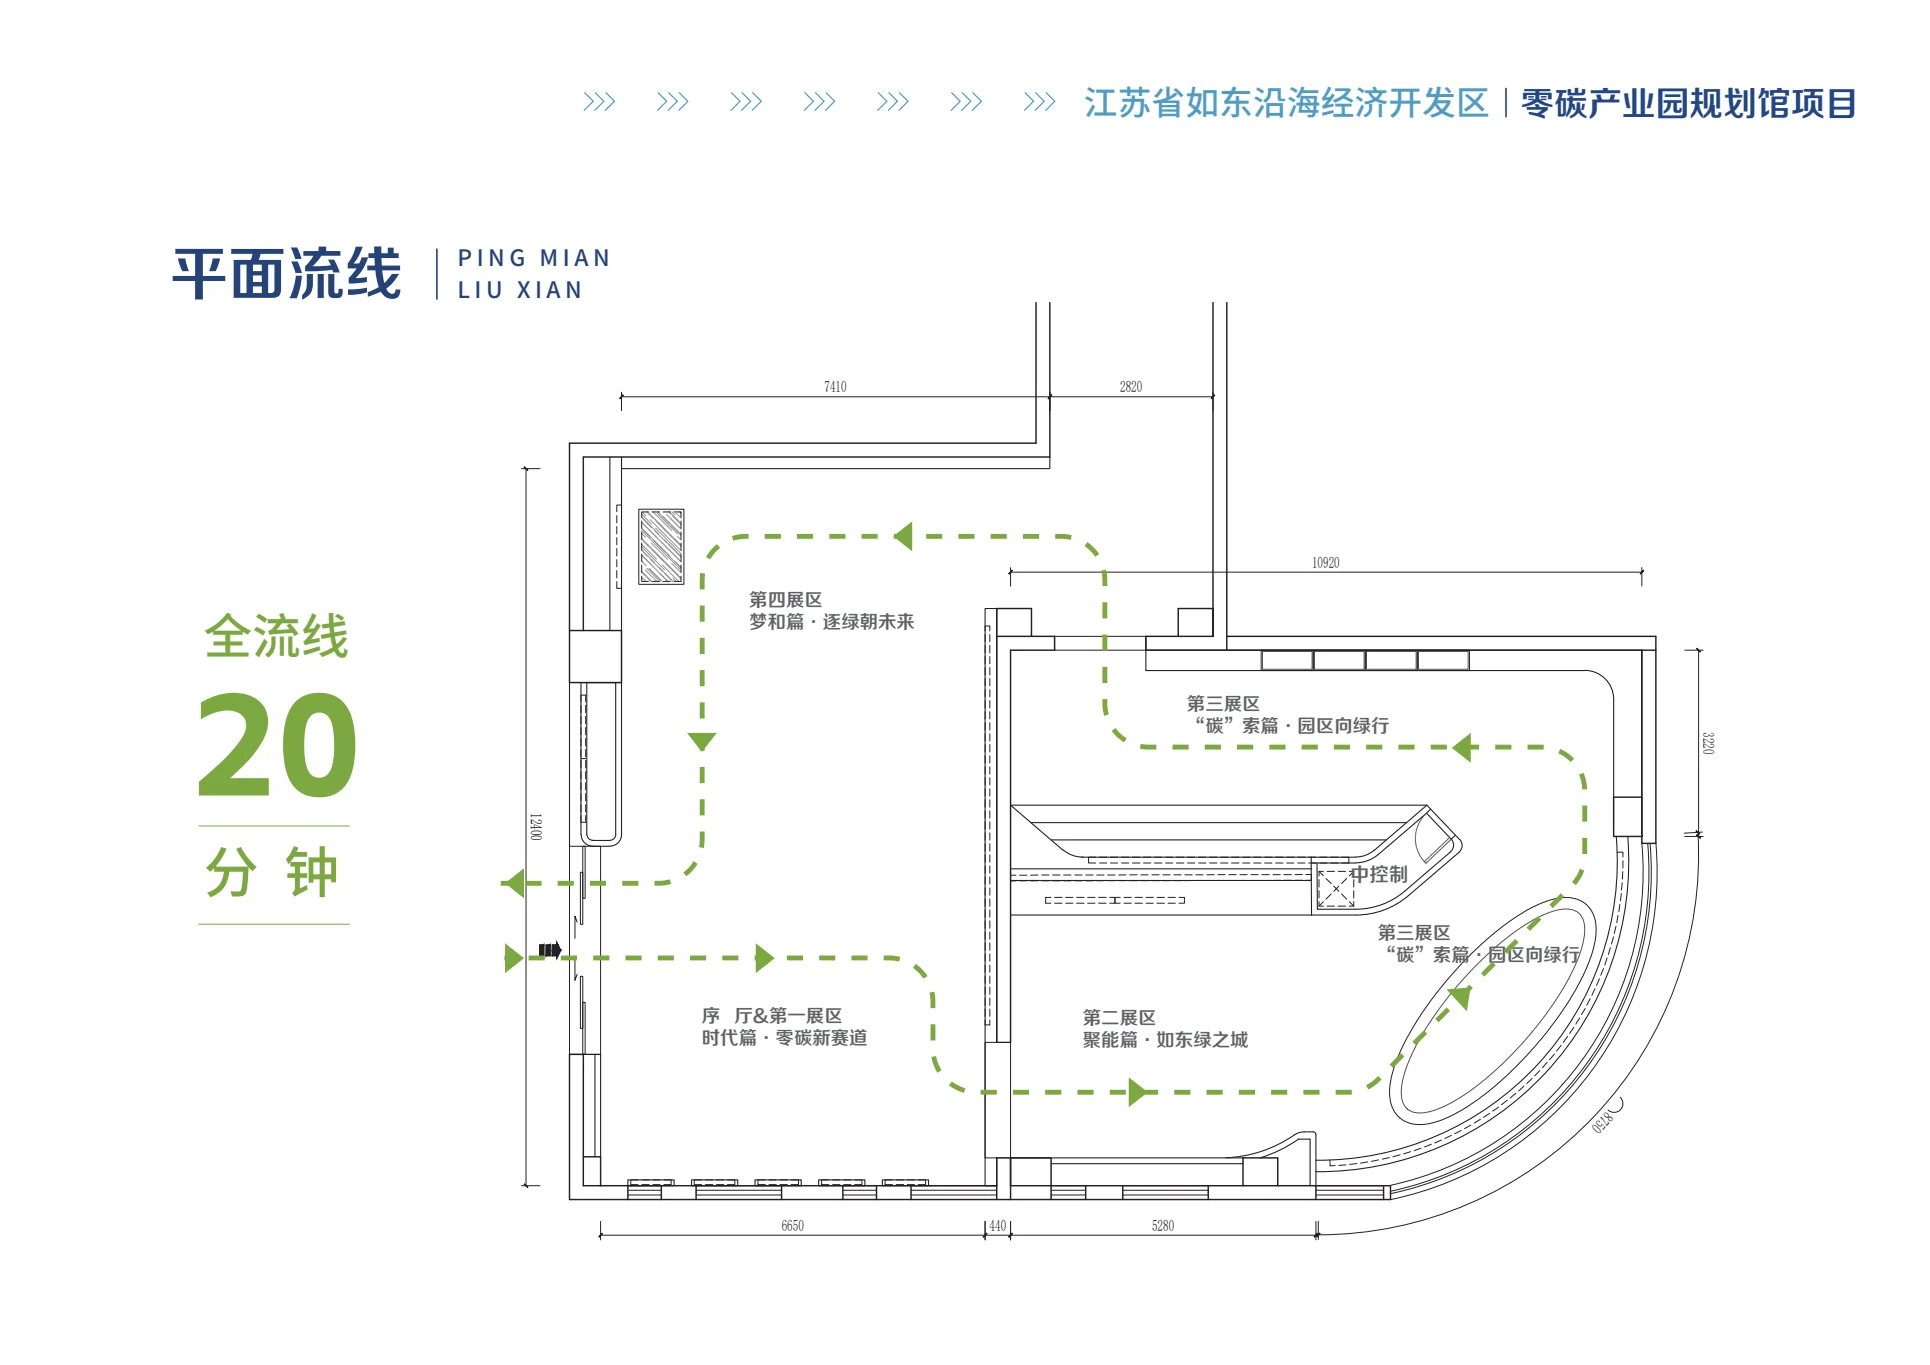 江苏省如东沿海经济开发区|零碳产业园规划馆项目
平面流线
PING MIAN
LIU XIAN
7410
2820
10920
第四展区
梦和篇·逐绿朝未来
全流线
20
分 钟
第三展区
“碳”索篇·园区向绿行
3220
12400
中控制
第三展区
“碳”索篇·园区向绿行
序 厅&第一展区
时代篇·零碳新赛道
第二展区
聚能篇·如东绿之城
18750
6650
440
5280